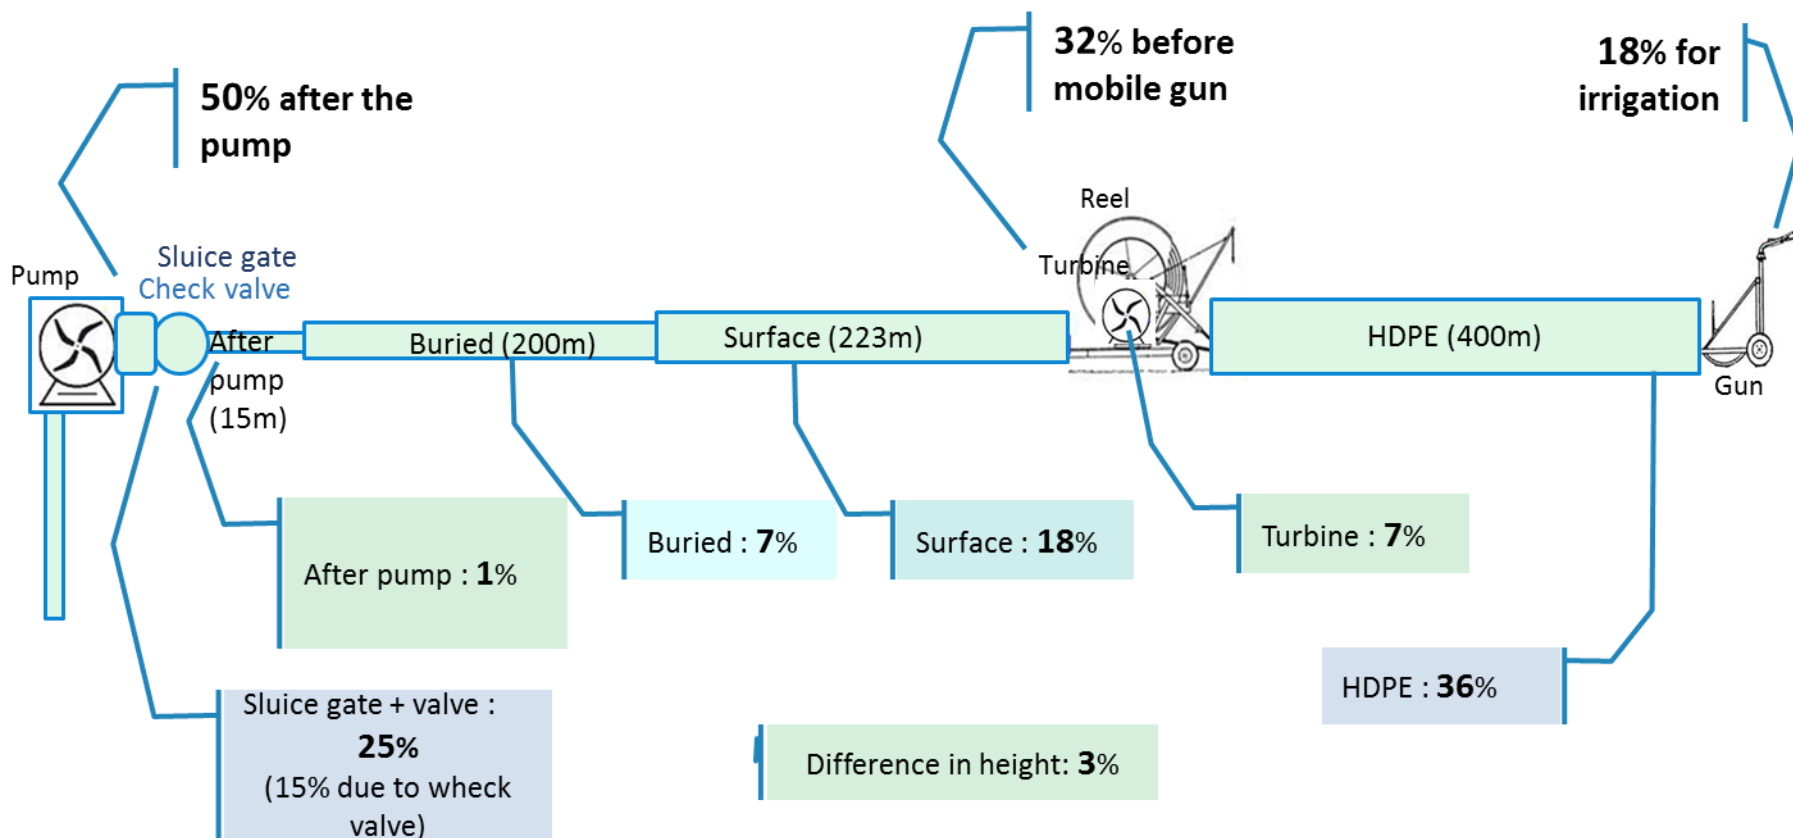 50% after the
pump
32% before
mobile gun
18% for
irrigation
Reel
Turbine
Pump
Sluice gate
Check valve
After
pump
(15m)
Buried (200m)
Surface (223m)
HDPE (400m)
Gun
After pump : 1%
Buried : 7%
Surface : 18%
Turbine : 7%
HDPE : 36%
Sluice gate + valve :
25%
(15% due to wheck
valve)
Difference in height: 3%